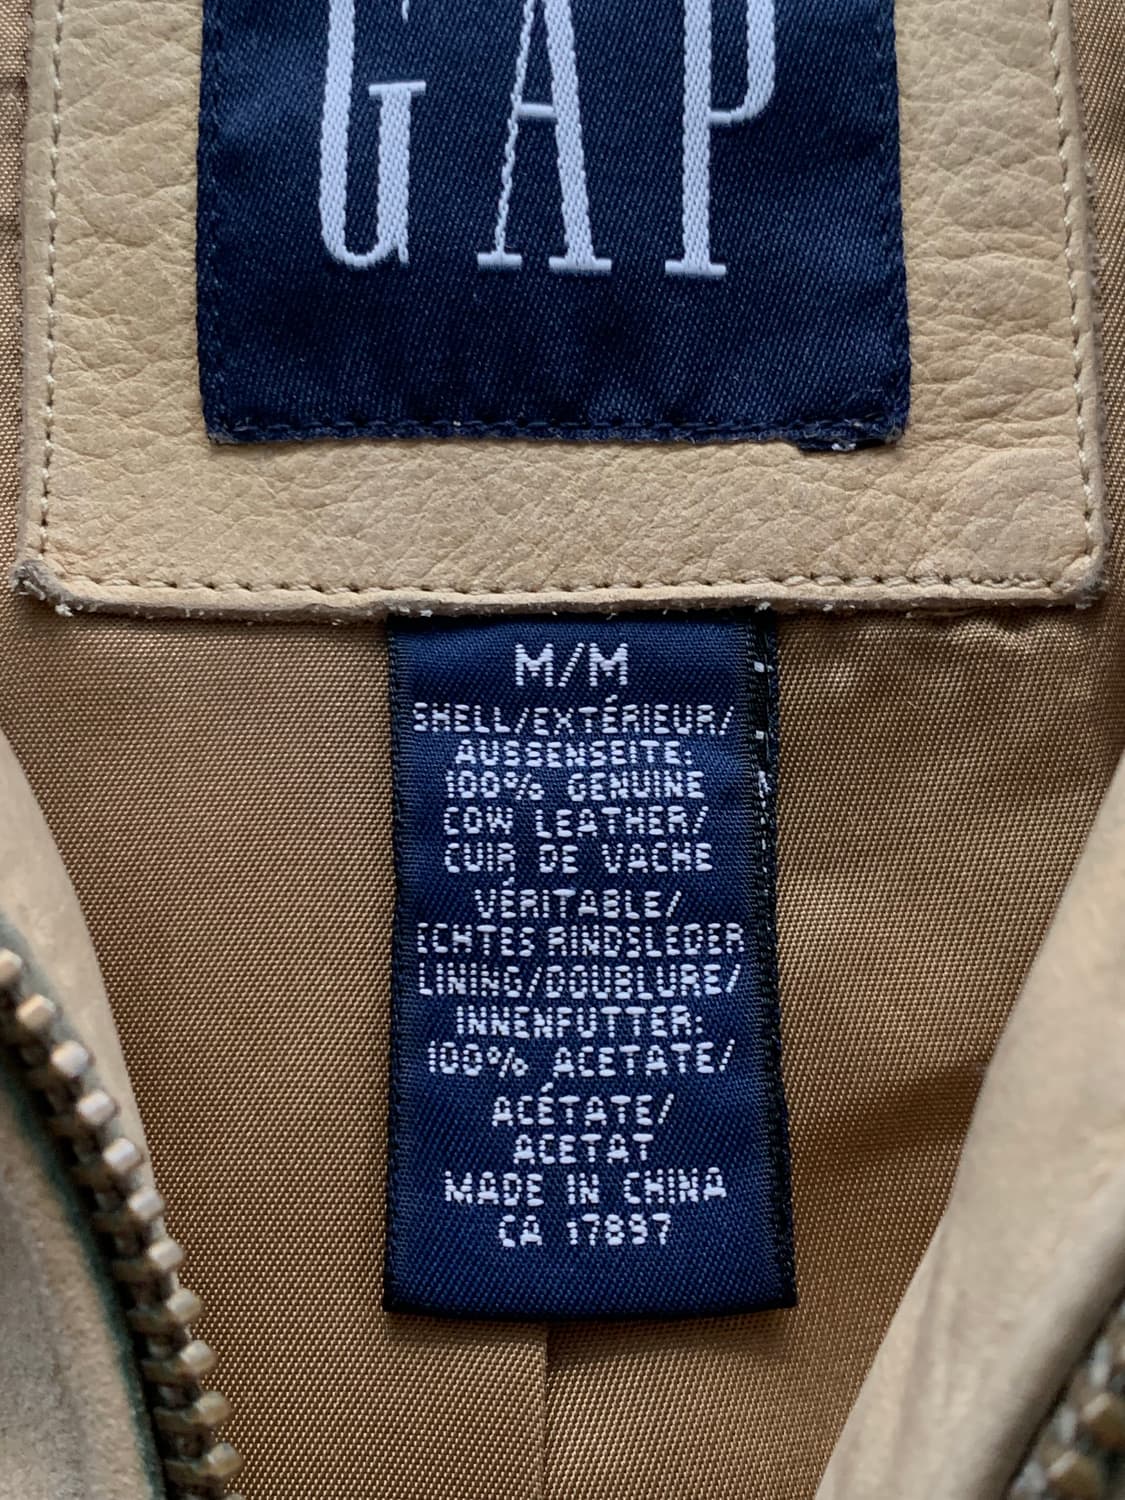 GAP
M/M
SHELL/EXTÉRIEUR/
AUSSENSEITE:
100% GENUINE
COW LEATHER/
CUIR DE VACHE
VÉRITABLE/
ECHTES RINDSLEDER
LINING/DOUBLURE/
INNENFUTTER:
100% ACETATE/
ACÉTATE/
ACETAT
MADE IN CHINA
CA 17897